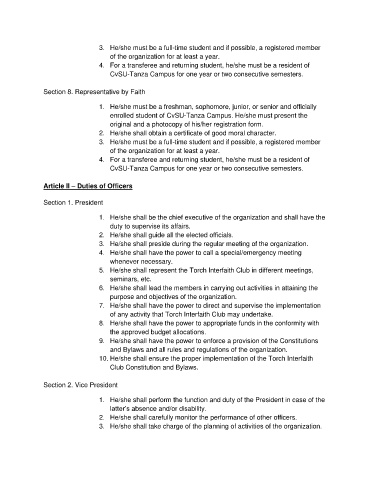 3. He/she must be a full-time student and if possible, a registered member
of the organization for at least a year.
4. For a transferee and returning student, he/she must be a resident of
CvSU-Tanza Campus for one year or two consecutive semesters.
Section 8. Representative by Faith
1. He/she must be a freshman, sophomore, junior, or senior and officially
enrolled student of CvSU-Tanza Campus. He/she must present the
original and a photocopy of his/her registration form.
2. He/she shall obtain a certificate of good moral character.
3. He/she must be a full-time student and if possible, a registered member
of the organization for at least a year.
4. For a transferee and returning student, he/she must be a resident of
CvSU-Tanza Campus for one year or two consecutive semesters.
Article II – Duties of Officers
Section 1. President
1. He/she shall be the chief executive of the organization and shall have the
duty to supervise its affairs.
2. He/she shall guide all the elected officials.
3. He/she shall preside during the regular meeting of the organization.
4. He/she shall have the power to call a special/emergency meeting
whenever necessary.
5. He/she shall represent the Torch Interfaith Club in different meetings,
seminars, etc.
6. He/she shall lead the members in carrying out activities in attaining the
purpose and objectives of the organization.
7. He/she shall have the power to direct and supervise the implementation
of any activity that Torch Interfaith Club may undertake.
8. He/she shall have the power to appropriate funds in the conformity with
the approved budget allocations.
9. He/she shall have the power to enforce a provision of the Constitutions
and Bylaws and all rules and regulations of the organization.
10. He/she shall ensure the proper implementation of the Torch Interfaith
Club Constitution and Bylaws.
Section 2. Vice President
1. He/she shall perform the function and duty of the President in case of the
latter's absence and/or disability.
2. He/she shall carefully monitor the performance of other officers.
3. He/she shall take charge of the planning of activities of the organization.